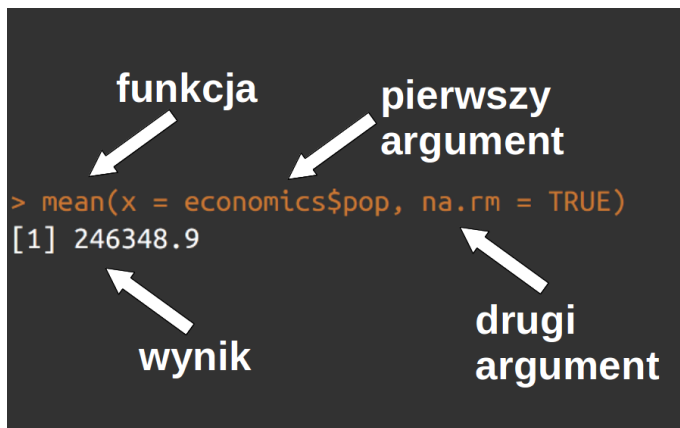 funkcja
pierwszy
argument
> mean(x = economics$pop, na.rm = TRUE)
[1] 246348.9
wynik
drugi
argument